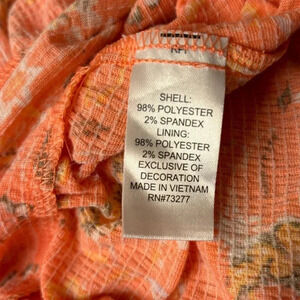 SHELL:
98% POLYESTER
2% SPANDEX
LINING:
98% POLYESTER
2% SPANDEX
EXCLUSIVE OF
DECORATION
MADE IN VIETNAM
RN#73277